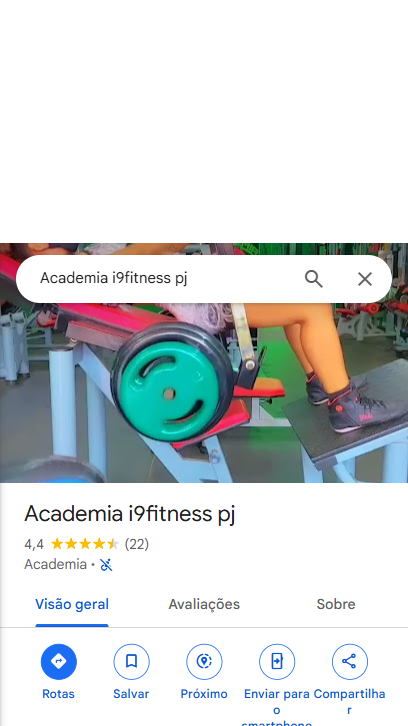 Academia i9fitness pj
Academia i9fitness pj
4,4 (22)
Academia ·
Visão geral Avaliações Sobre
Rotas Salvar Próximo Enviar para Compartilha
o r
smartphone